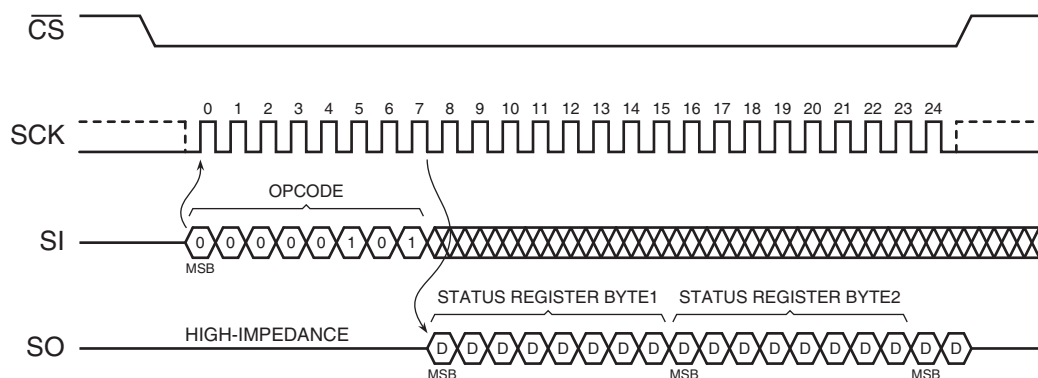 CS
0 1 2 3 4 5 6 7 8 9 10 11 12 13 14 15 16 17 18 19 20 21 22 23 24
SCK
OPCODE
SI
0 0 0 0 0 1 0 1
MSB
STATUS REGISTER BYTE1 STATUS REGISTER BYTE2
HIGH-IMPEDANCE
SO
D D D D D D D D D D D D D D D D D D
MSB MSB MSB